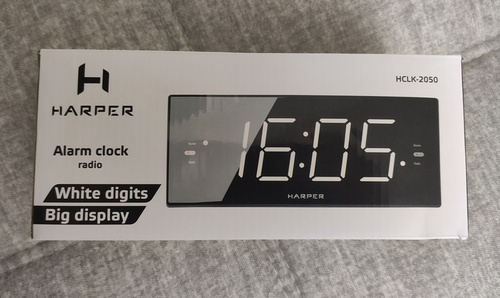 HCLK-2050
HARPER
Alarm clock
radio
White digits
Big display
16:05
HARPER